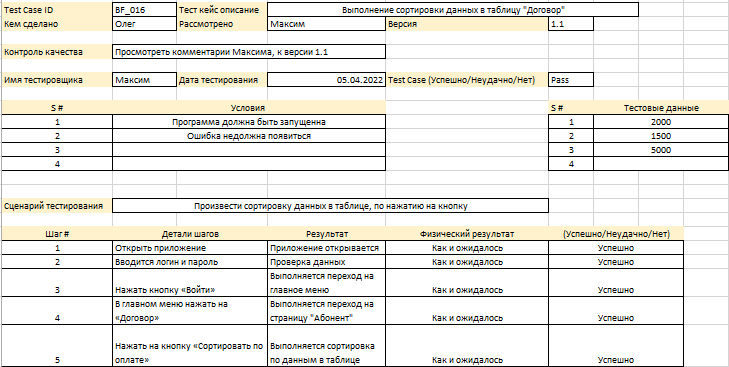 Test Case ID BF_016 Тест кейс описание Выполнение сортировки данных в таблицу "Договор"
Кем сделано Олег Рассмотрено Максим Версия 1.1
Контроль качества Просмотреть комментарии Максима, к версии 1.1
Имя тестировщика Максим Дата тестирования 05.04.2022 Test Case (Успешно/Неудачно/Нет) Pass
S # Условия S # Тестовые данные
1 Программа должна быть запущенна 1 2000
2 Ошибка недолжна появиться 2 1500
3 3 5000
4 4
Сценарий тестирования Произвести сортировку данных в таблице, по нажатию на кнопку
Шаг # Детали шагов Результат Физический результат (Успешно/Неудачно/Нет)
1 Открыть приложение Приложение открывается Как и ожидалось Успешно
2 Вводится логин и пароль Проверка данных Как и ожидалось Успешно
Выполняется переход на
3 Нажать кнопку «Войти» главное меню Как и ожидалось Успешно
В главном меню нажать на Выполняется переход на
4 «Договор» страницу "Абонент" Как и ожидалось Успешно
Нажать на кнопку «Сортировать по Выполняется сортировка
5 оплате» по данным в таблице Как и ожидалось Успешно